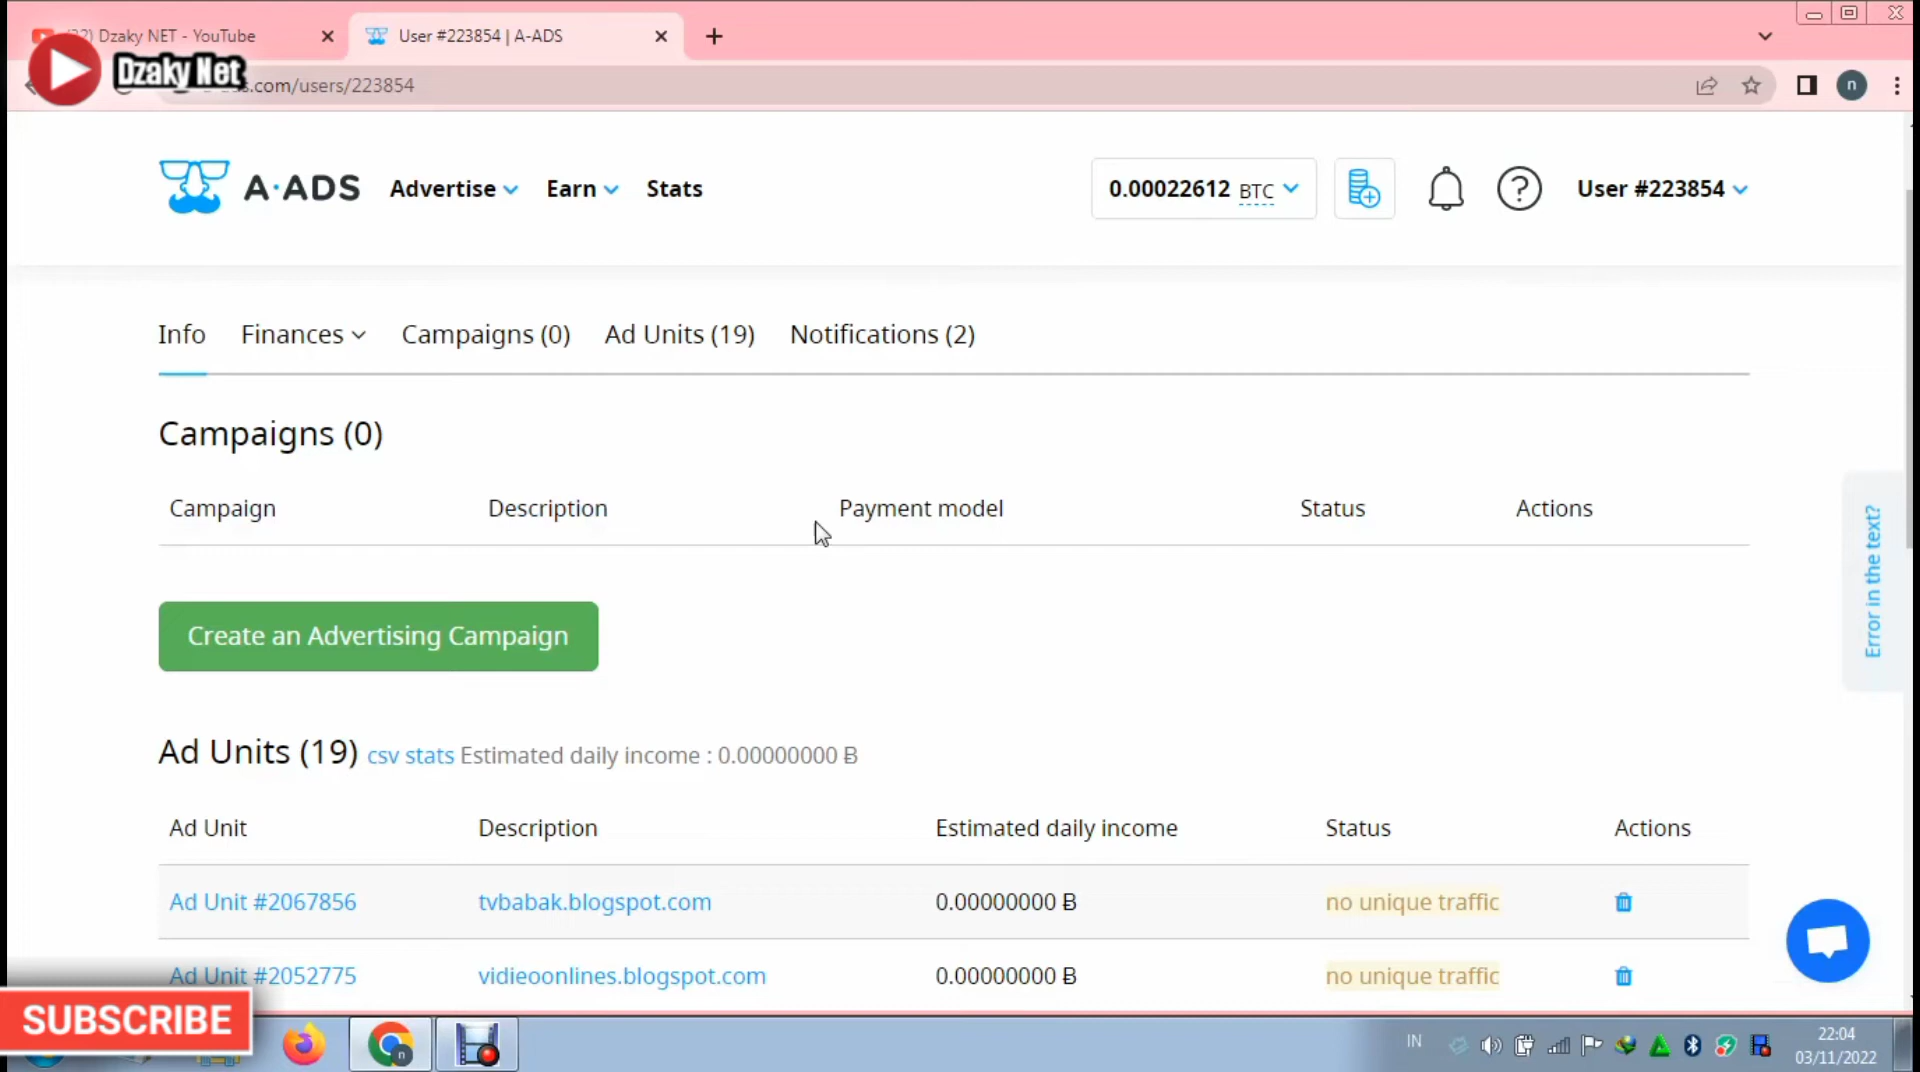 Dzaky NET - YouTube
User #223854 | A-ADS
Dzaky Net
.com/users/223854
n
A-ADS
Advertise
Earn
Stats
0.00022612 BTC
User #223854
Info
Finances
Campaigns (0)
Ad Units (19)
Notifications (2)
Campaigns (0)
Campaign
Description
Payment model
Status
Actions
Error in the text?
Create an Advertising Campaign
Ad Units (19) csv stats Estimated daily income : 0.00000000 Ƀ
Ad Unit
Description
Estimated daily income
Status
Actions
Ad Unit #2067856
tvbabak.blogspot.com
0.00000000 Ƀ
no unique traffic
Ad Unit #2052775
vidieoonlines.blogspot.com
0.00000000 Ƀ
no unique traffic
SUBSCRIBE
n
IN
22:04
03/11/2022